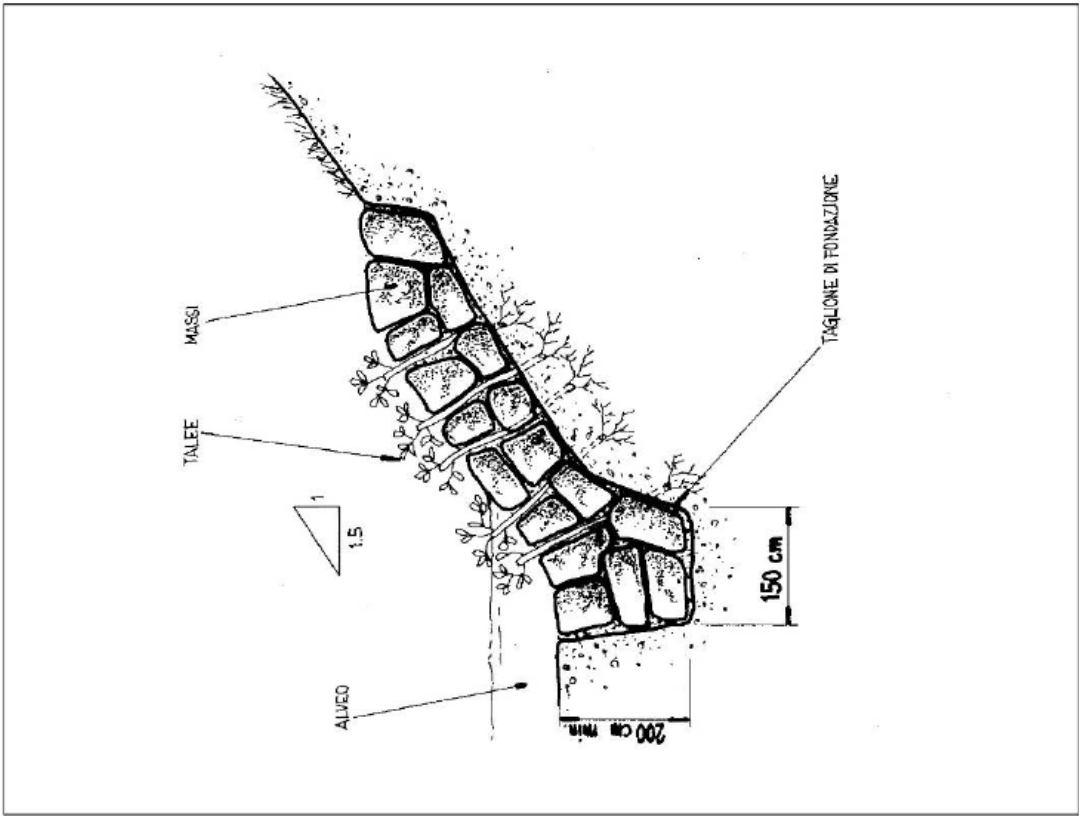 MASSI
TALEE
1
1.5
ALVEO
TAGLIONE DI FONDAZIONE
150 cm
200 cm min.